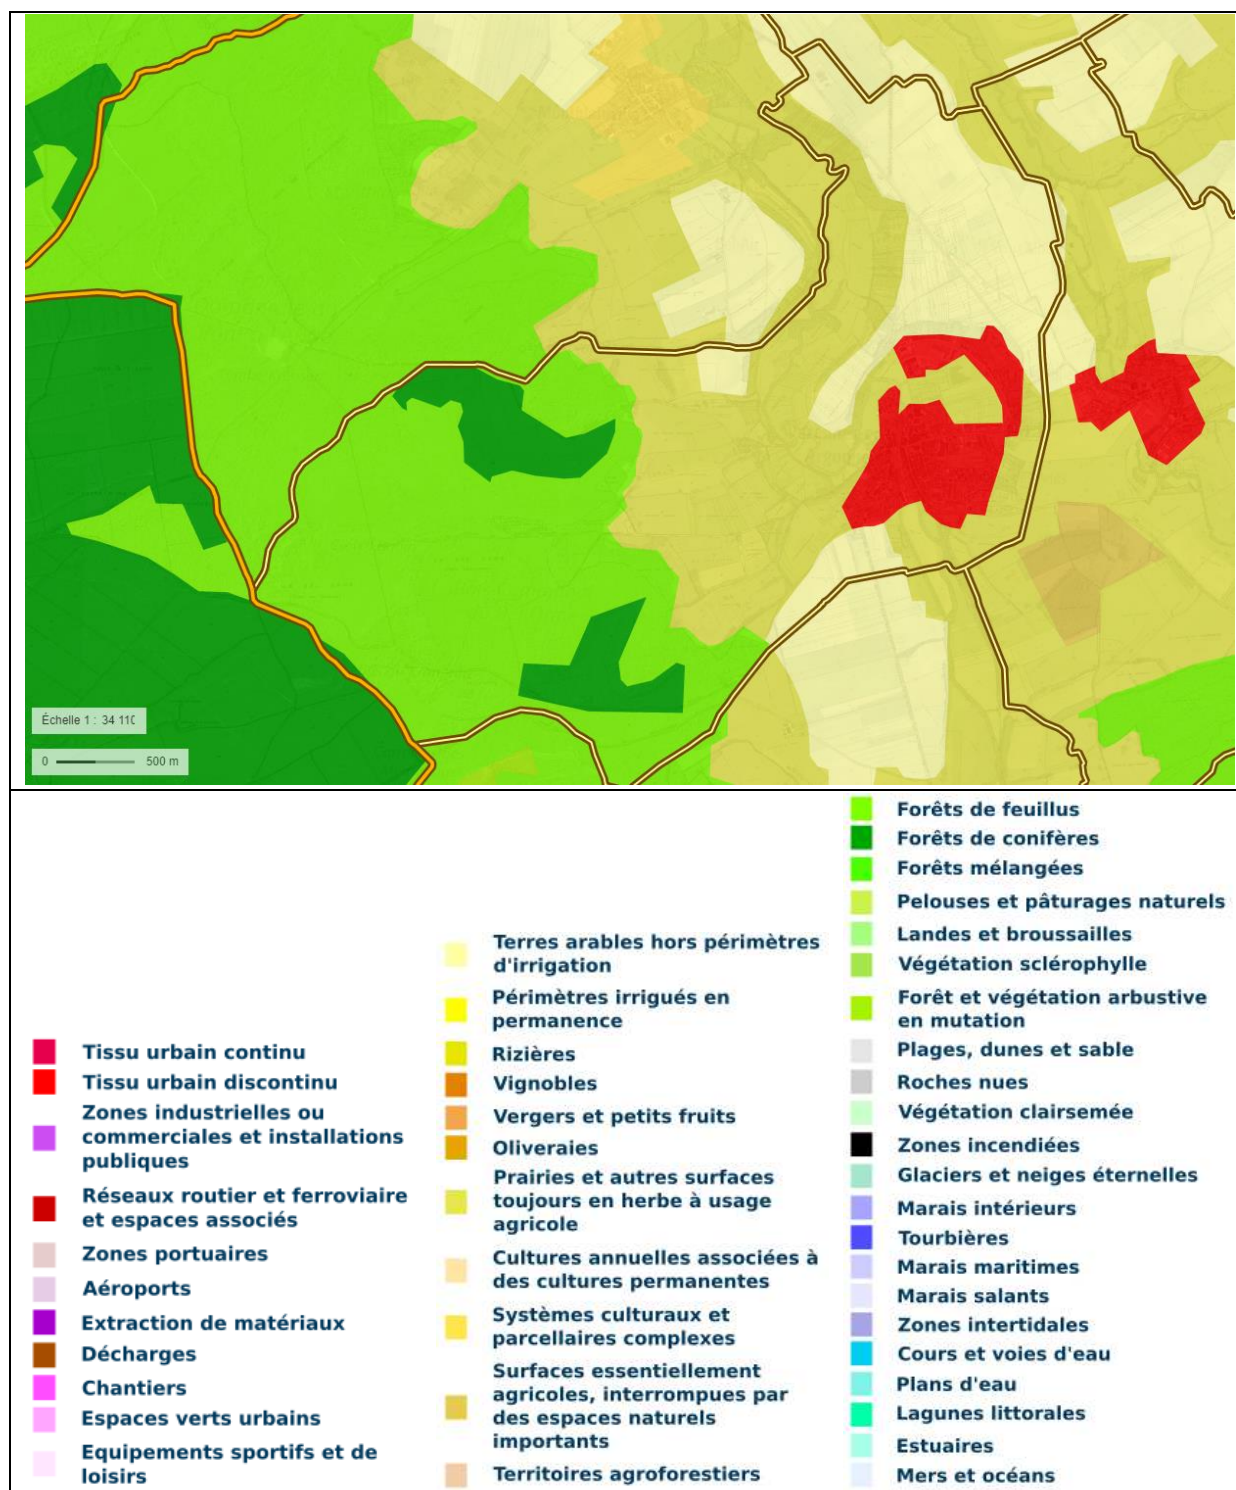 Échelle 1 : 34 110
0 500 m
Tissu urbain continu
Tissu urbain discontinu
Zones industrielles ou
commerciales et installations
publiques
Réseaux routier et ferroviaire
et espaces associés
Zones portuaires
Aéroports
Extraction de matériaux
Décharges
Chantiers
Espaces verts urbains
Equipements sportifs et de
loisirs
Terres arables hors périmètres
d'irrigation
Périmètres irrigués en
permanence
Rizières
Vignobles
Vergers et petits fruits
Oliveraies
Prairies et autres surfaces
toujours en herbe à usage
agricole
Cultures annuelles associées à
des cultures permanentes
Systèmes culturaux et
parcellaires complexes
Surfaces essentiellement
agricoles, interrompues par
des espaces naturels
importants
Territoires agroforestiers
Forêts de feuillus
Forêts de conifères
Forêts mélangées
Pelouses et pâturages naturels
Landes et broussailles
Végétation sclérophylle
Forêt et végétation arbustive
en mutation
Plages, dunes et sable
Roches nues
Végétation clairsemée
Zones incendiées
Glaciers et neiges éternelles
Marais intérieurs
Tourbières
Marais maritimes
Marais salants
Zones intertidales
Cours et voies d'eau
Plans d'eau
Lagunes littorales
Estuaires
Mers et océans